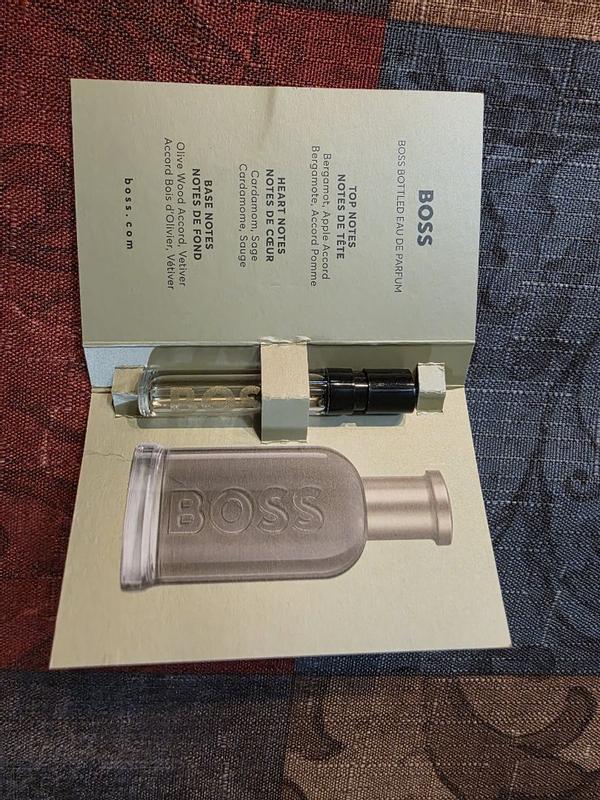 BOSS
BOSS BOTTLED EAU DE PARFUM
TOP NOTES
NOTES DE TÊTE
Bergamot, Apple Accord
Bergamote, Accord Pomme
HEART NOTES
NOTES DE CŒUR
Cardamom, Sage
Cardamome, Sauge
BASE NOTES
NOTES DE FOND
Olive Wood Accord, Vetiver
Accord Bois d'Olivier, Vétiver
boss.com
BOSS
BOSS